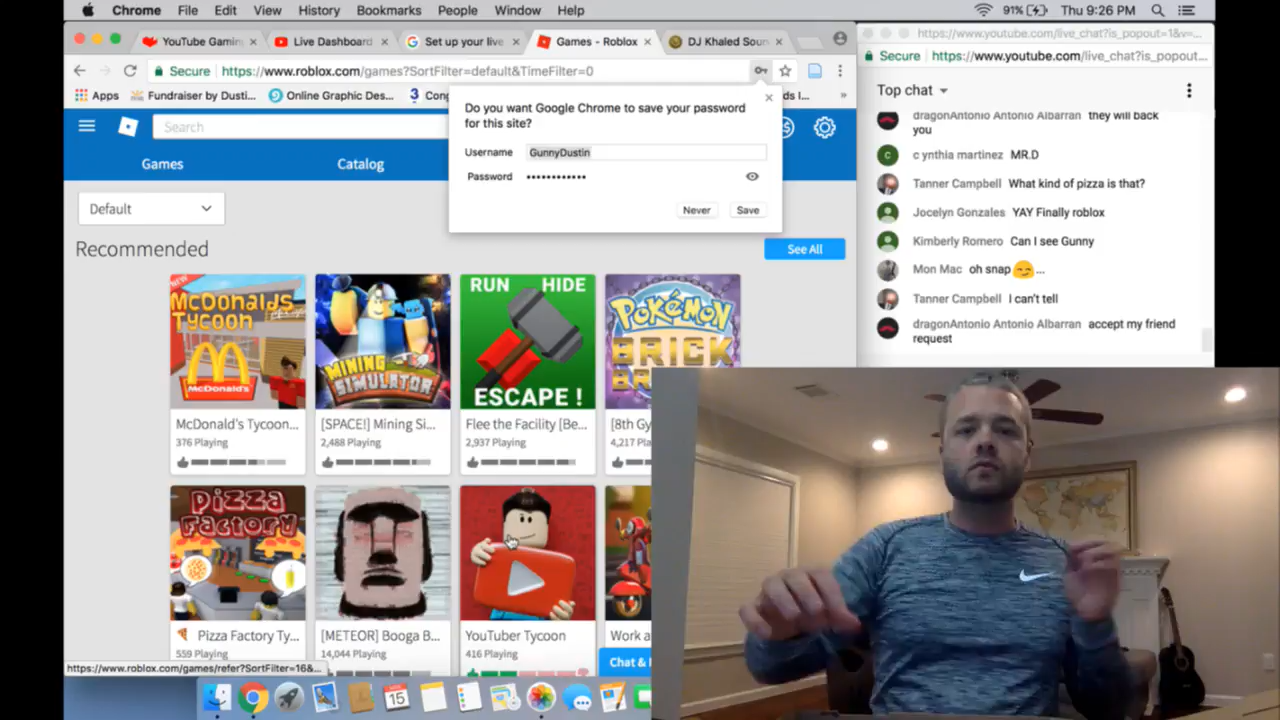 Chrome File Edit View History Bookmarks People Window Help 91% Thu 9:26 PM
YouTube Gamin Live Dashboard Set up your live Games - Roblox DJ Khaled Soun
Secure https://www.roblox.com/games?SortFilter=default&TimeFilter=0
Apps Fundraiser by Dusti... Online Graphic Des... Cong
Search
Games Catalog
Do you want Google Chrome to save your password
for this site?
Username GunnyDustin
Password ••••••••••••
Never Save
Default
Recommended
See All
NEW
McDonalds
TYCOON
McDonald's
MINING
SIMULATOR
RUN HIDE
ESCAPE !
POKéMON
BRICK
McDonald's Tycoon...
376 Playing
[SPACE!] Mining Si...
2,488 Playing
Flee the Facility [Be...
2,937 Playing
[8th Gy
4,217 Playing
Pizza
Factory
Pizza Factory Ty...
559 Playing
[METEOR] Booga B...
14,044 Playing
YouTuber Tycoon
416 Playing
Work a
Chat &
https://www.roblox.com/games/refer?SortFilter=16&...
15
https://www.youtube.com/live_chat?is_popout=1&v=...
Secure https://www.youtube.com/live_chat?is_popout...
Top chat
dragonAntonio Antonio Albarran they will back
you
c ynthia martinez MR.D
Tanner Campbell What kind of pizza is that?
Jocelyn Gonzales YAY Finally roblox
Kimberly Romero Can I see Gunny
Mon Mac oh snap 🤗...
Tanner Campbell I can't tell
dragonAntonio Antonio Albarran accept my friend
request